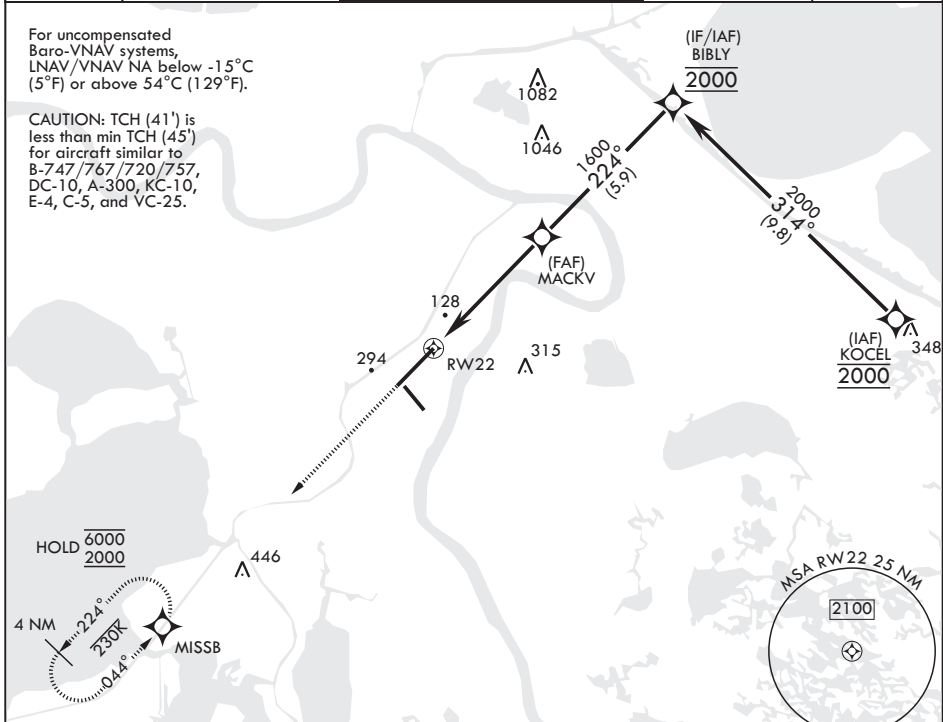 For uncompensated
Baro-VNAV systems,
LNAV/VNAV NA below -15°C
(5°F) or above 54°C (129°F).
CAUTION: TCH (41') is
less than min TCH (45')
for aircraft similar to
B-747/767/720/757,
DC-10, A-300, KC-10,
E-4, C-5, and VC-25.
(IF/IAF)
BIBLY
2000
1082
1046
1600
224°
(5.9)
2000
314°
(9.8)
(FAF)
MACKV
128
294
RW22
315
(IAF)
KOCEL
2000
348
HOLD 6000
2000
446
4 NM
224°
230K
044°
MISSB
MSA RW22 25 NM
2100